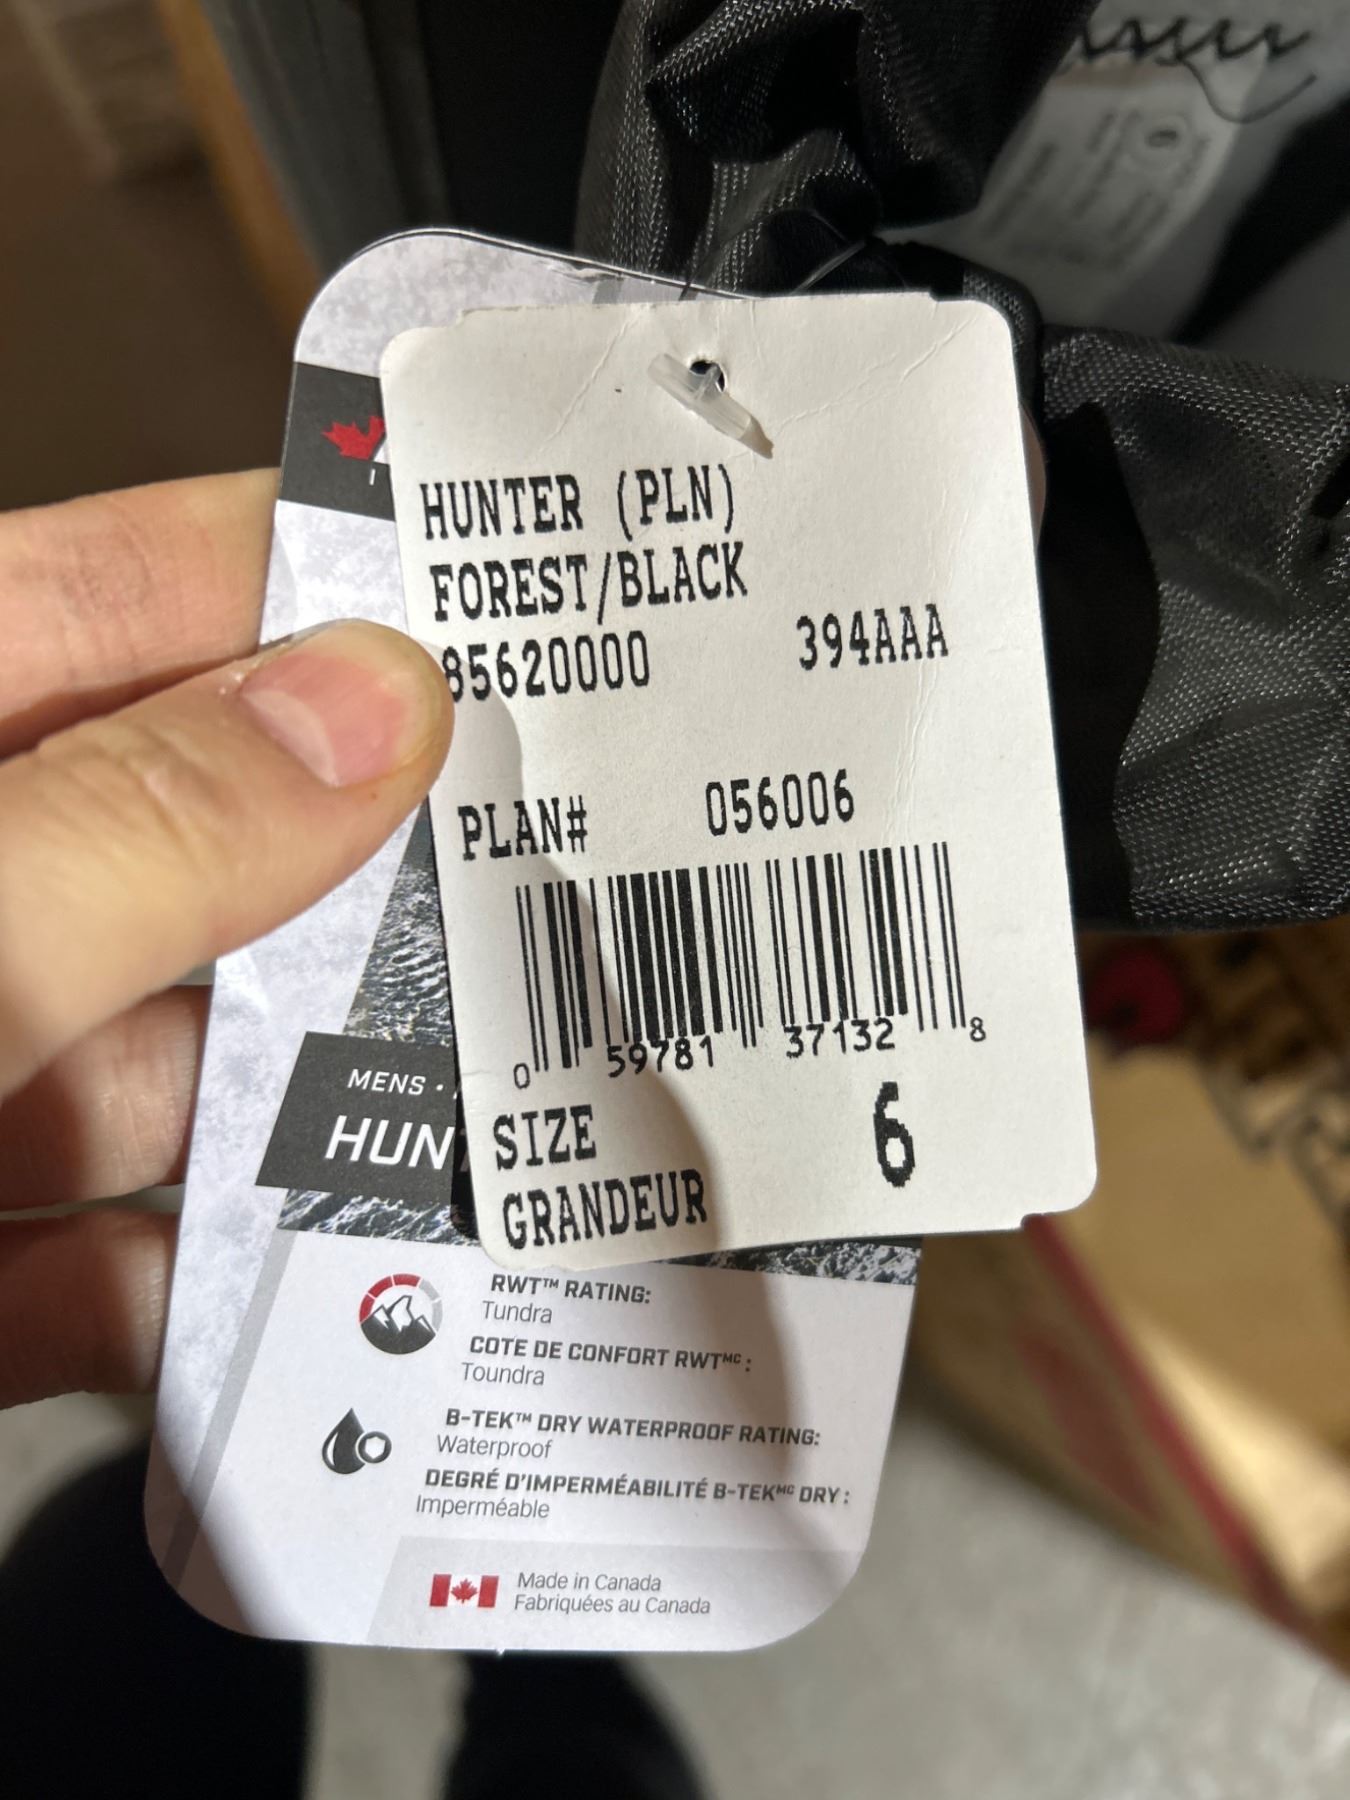 HUNTER (PLN)
FOREST/BLACK
85620000 394AAA
PLAN# 056006
0 59781 37132 8
SIZE 6
GRANDEUR
MENS ·
HUN
RWT™ RATING:
Tundra
COTE DE CONFORT RWTᴹᶜ :
Toundra
B-TEK™ DRY WATERPROOF RATING:
Waterproof
DEGRÉ D'IMPERMÉABILITÉ B-TEKᴹᶜ DRY :
Imperméable
Made in Canada
Fabriquées au Canada